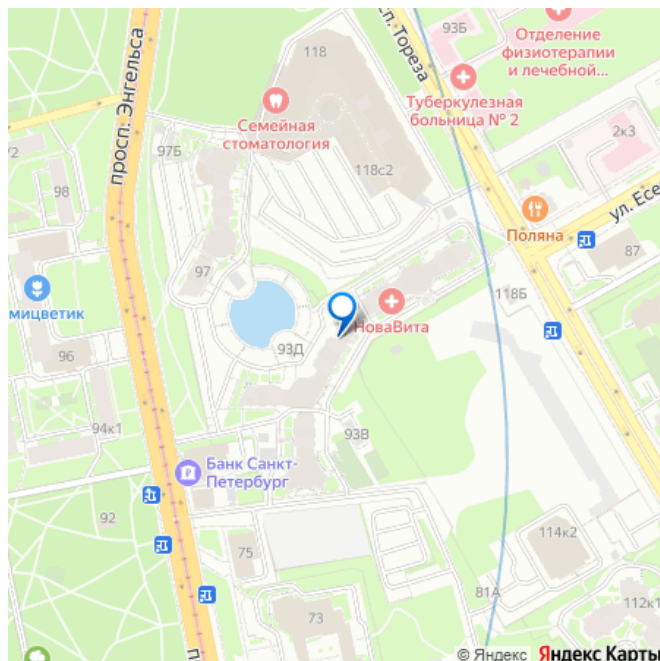 118
93Б
Отделение
физиотерапии
и лечебной...
просп. Энгельса
сп. Тореза
Семейная
стоматология
Туберкулезная
больница № 2
97Б
72
98
118с2
2к3
ул. Есе
Поляна
87
97
118Б
мицветик
НоваВита
96
93Д
94к1
93В
Банк Санкт-
Петербург
92
75
114к2
81А
73
112к1
П
© Яндекс Яндекс Карты